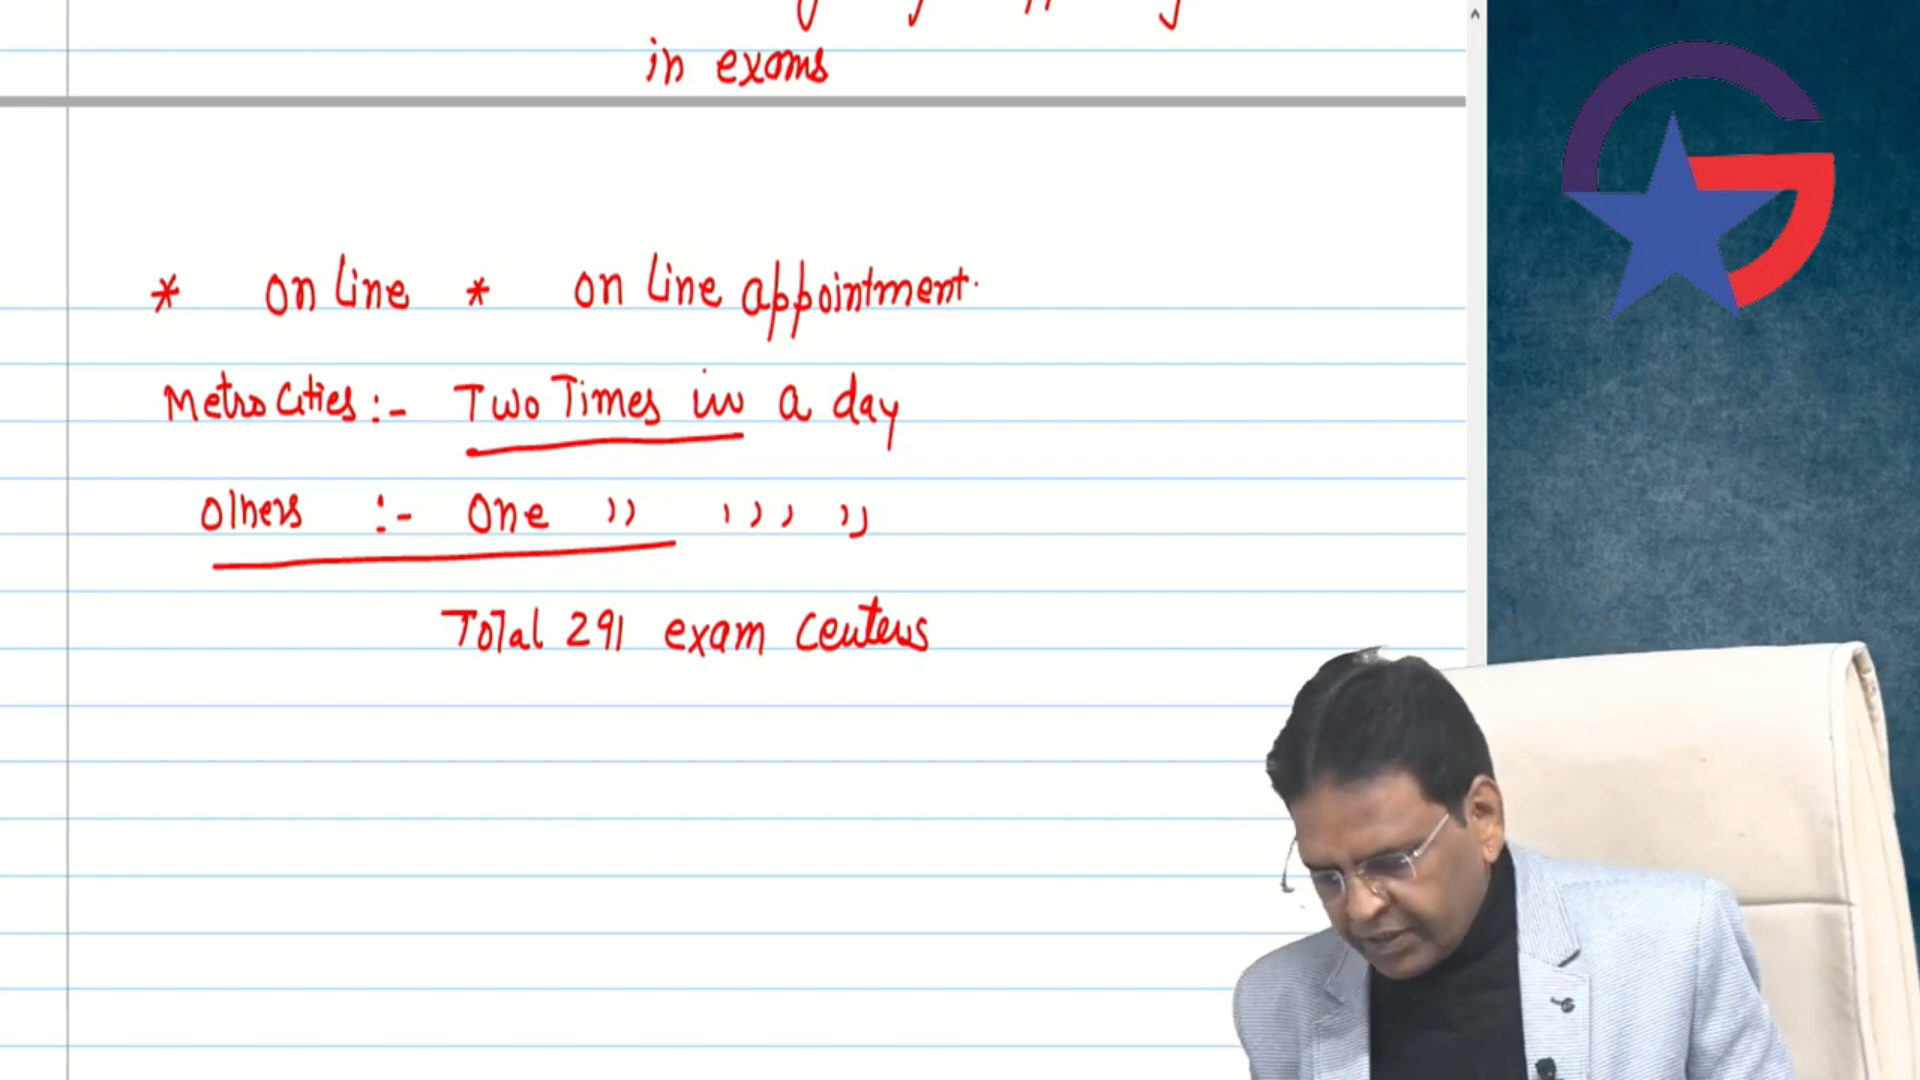 in exams
* on line * on line appointment.
Metro Cities :- Two Times in a day
Others :- One ,, ,,, ,,
Total 291 exam centers